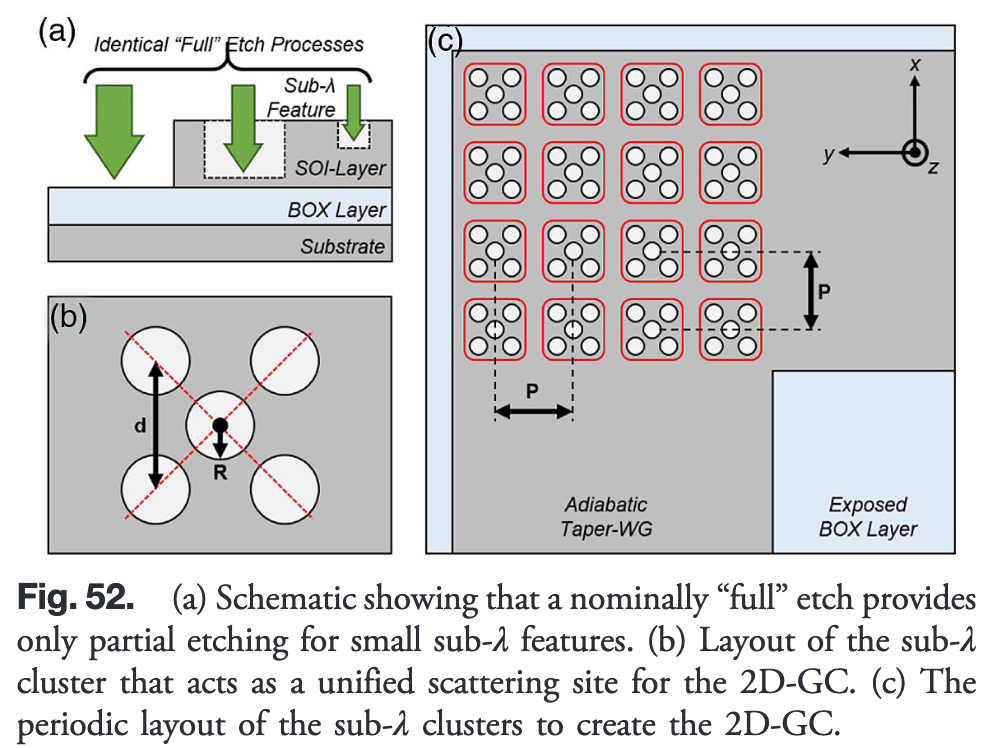 (a)
Identical “Full” Etch Processes
Sub-λ
Feature
SOI-Layer
BOX Layer
Substrate
(b)
d
R
(c)
x
y
z
P
P
Adiabatic
Taper-WG
Exposed
BOX Layer
Fig. 52. (a) Schematic showing that a nominally “full” etch provides
only partial etching for small sub-λ features. (b) Layout of the sub-λ
cluster that acts as a unified scattering site for the 2D-GC. (c) The
periodic layout of the sub-λ clusters to create the 2D-GC.